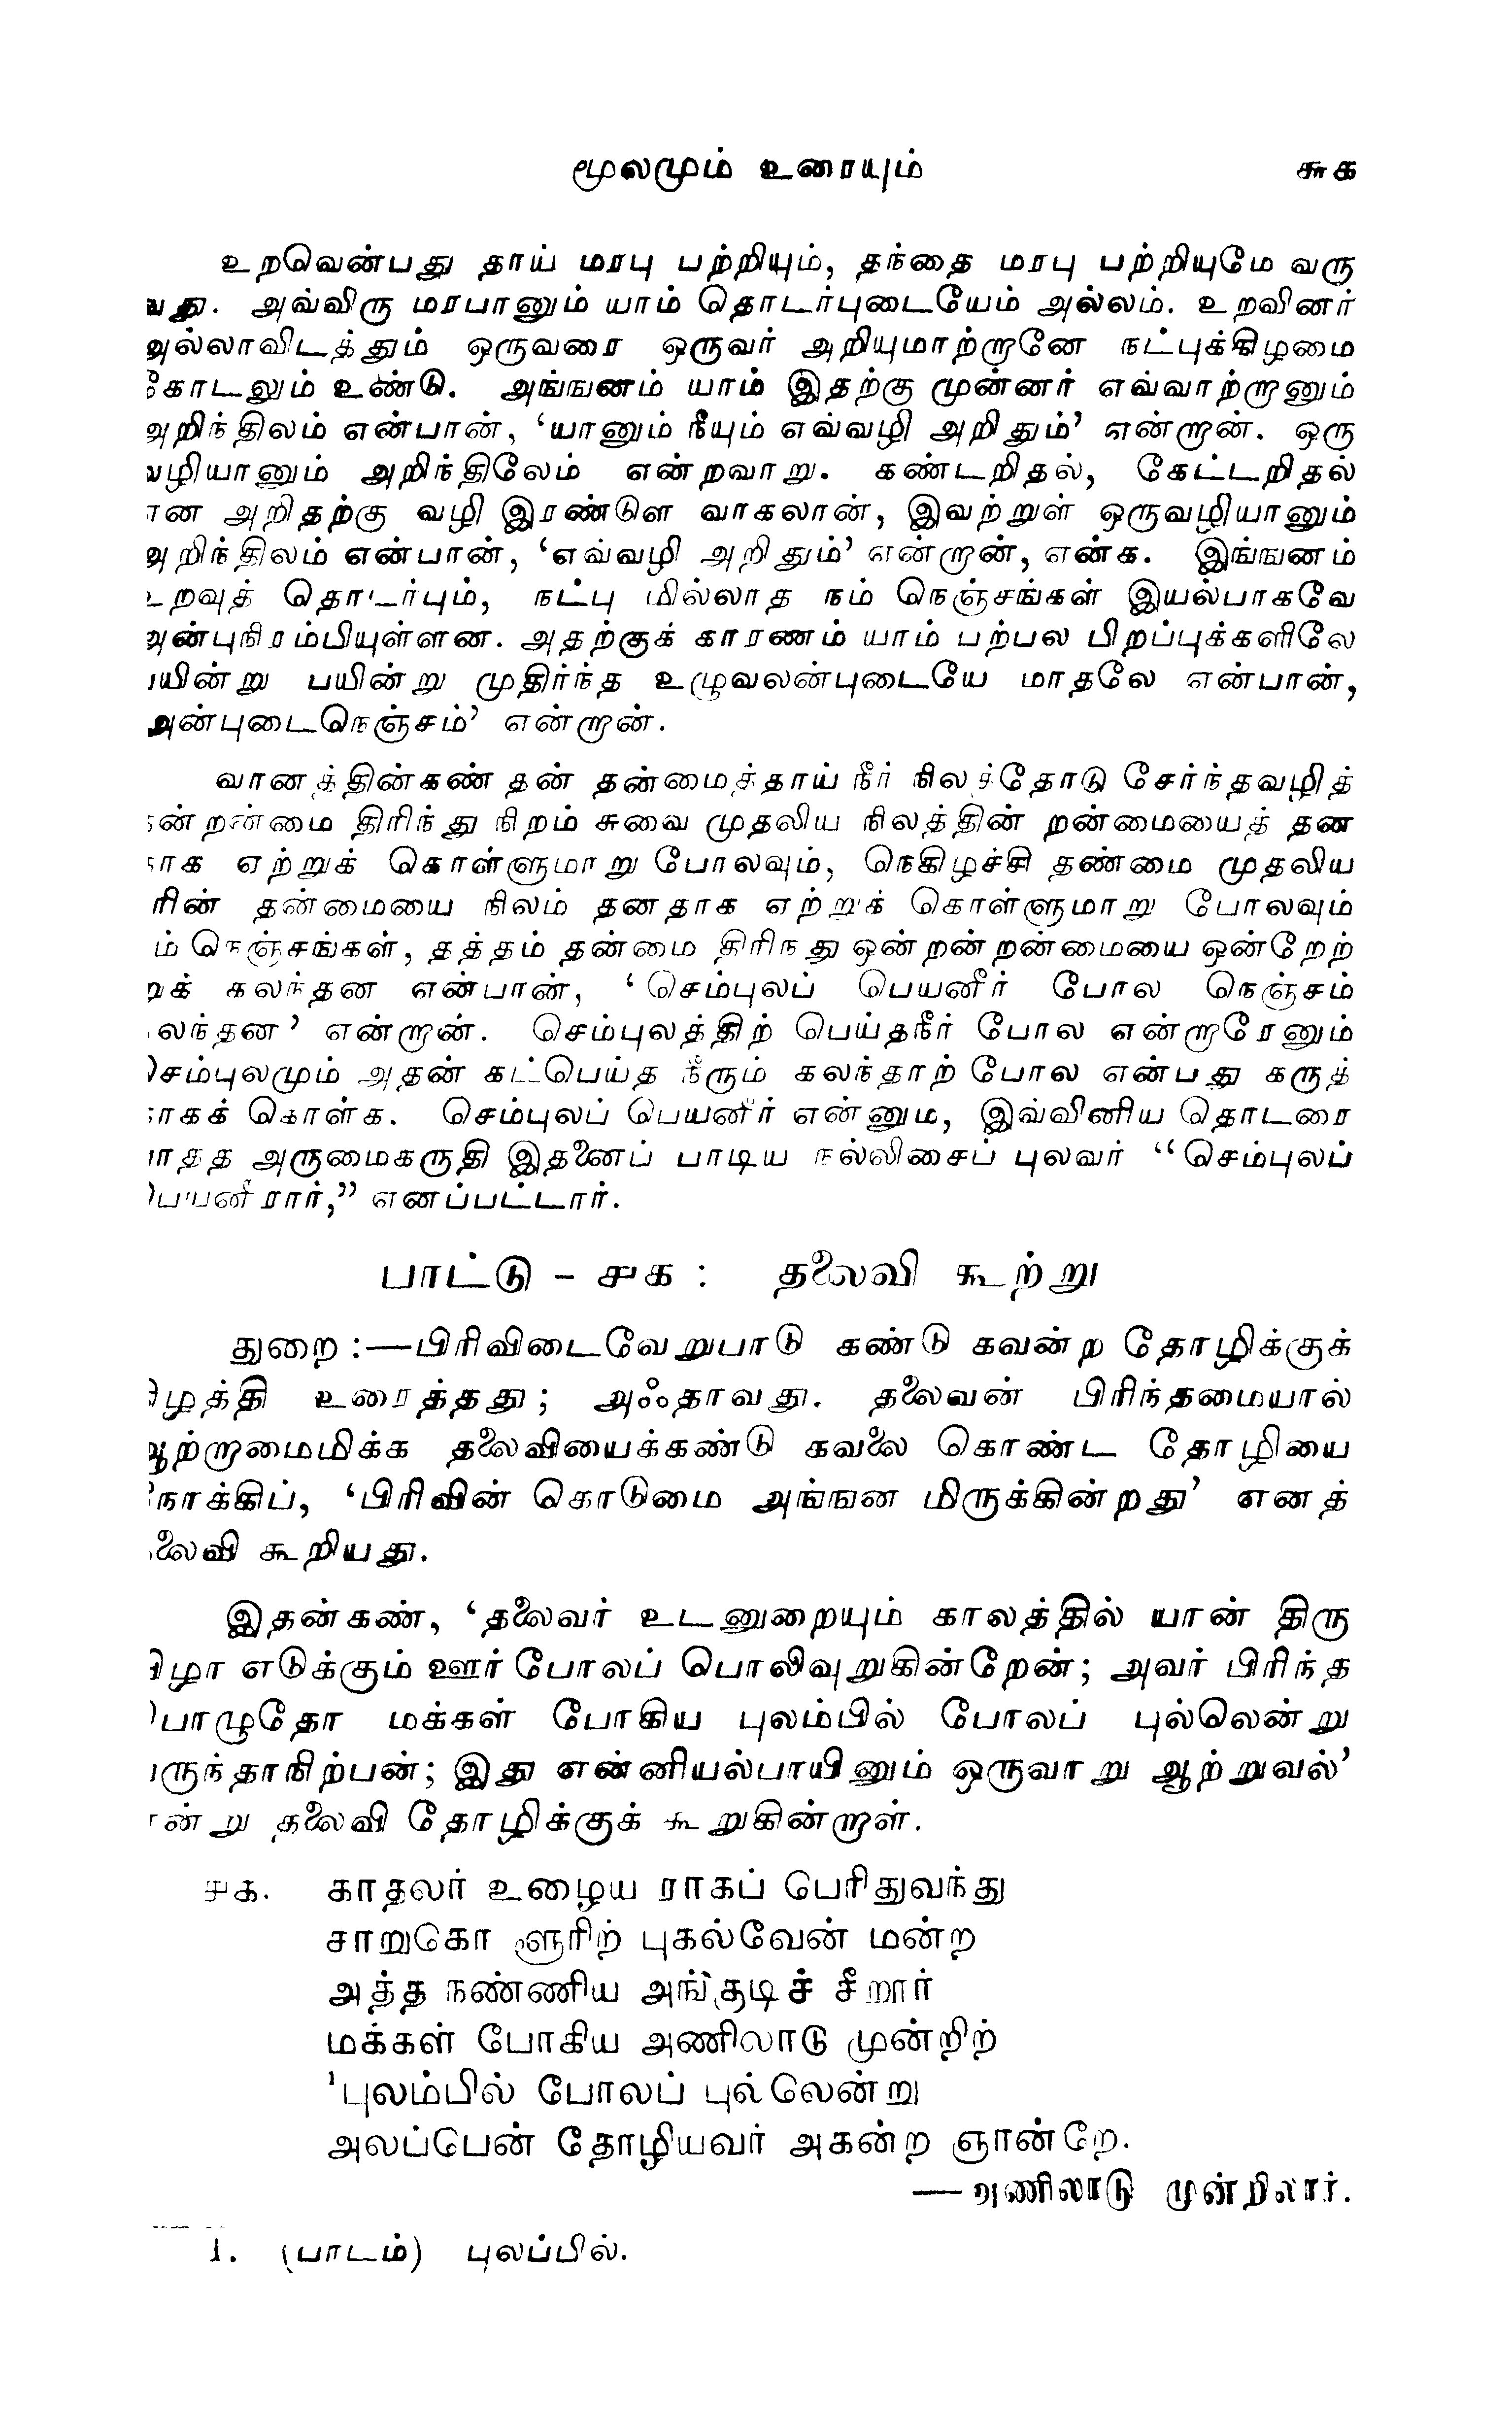 மூலமும் உரையும் ௬௧
உறவென்பது தாய் மரபு பற்றியும், தந்தை மரபு பற்றியுமே வரு
வது. அவ்விரு மரபானும் யாம் தொடர்புடையேம் அல்லம். உறவினர்
அல்லாவிடத்தும் ஒருவரை ஒருவர் அறியுமாற்றானே நட்புக்கிழமை
கோடலும் உண்டு. அங்ஙணம் யாம் இதற்கு முன்னர் எவ்வாற்றானும்
அறிந்திலம் என்பான், ‘யானும் நீயும் எவ்வழி அறிதும்’ என்றான். ஒரு
வழியானும் அறிந்திலேம் என்றவாறு. கண்டறிதல், கேட்டறிதல்
என அறிதற்கு வழி இரண்டுள வாகலான், இவற்றுள் ஒருவழியானும்
அறிந்திலம் என்பான், ‘எவ்வழி அறிதும்’ என்றான், என்க. இங்ஙணம்
உறவுத் தொடர்பும், நட்பு மில்லாத நம் நெஞ்சங்கள் இயல்பாகவே
அன்புநிரம்பியுள்ளன. அதற்குக் காரணம் யாம் பற்பல பிறப்புக்களிலே
பயின்று பயின்று முதிர்ந்த உழுவலன்புடையே மாதலே என்பான்,
அன்புடைநெஞ்சம்’ என்றான்.
வானத்தின்கண் தன் தன்மைத்தாய் நீர் நிலத்தோடு சேர்ந்தவழித்
தன் றன்மை திரிந்து நிறம் சுவை முதலிய நிலத்தின் றன்மையைத் தன
தாக ஏற்றுக் கொள்ளுமாறு போலவும், நெகிழ்ச்சி தண்மை முதலிய
நீரின் தன்மையை நிலம் தனதாக ஏற்றுக் கொள்ளுமாறு போலவும்
நம் நெஞ்சங்கள், தத்தம் தன்மை திரிநது ஒன்றன் றன்மையை ஒன்றேற்
றுக் கலந்தன என்பான், ‘செம்புலப் பெயனீர் போல நெஞ்சம்
கலந்தன’ என்றான். செம்புலத்திற் பெய்தநீர் போல என்றாரேனும்
செம்புலமும் அதன் கட்பெய்த நீரும் கலந்தாற் போல என்பது கருத்
தாகக் கொள்க. செம்புலப் பெயனீர் என்னும, இவ்வினிய தொடரை
யாதத அருமைகருதி இதனைப் பாடிய நல்லிசைப் புலவர் “செம்புலப்
பெயனீரார்,” எனப்பட்டார்.
பாட்டு - ௪௧ : தலைவி கூற்று
துறை :—பிரிவிடைவேறுபாடு கண்டு கவன்ற தோழிக்குக்
கிழத்தி உரைத்தது; அஃதாவது. தலைவன் பிரிந்தமையால்
ஆற்றாமைமிக்க தலைவியைக்கண்டு கவலை கொண்ட தோழியை
நோக்கிப், ‘பிரிவின் கொடுமை அங்ஙன மிருக்கின்றது’ எனத்
தலைவி கூறியது.
இதன்கண், ‘தலைவர் உடனுறையும் காலத்தில் யான் திரு
விழா எடுக்கும் ஊர் போலப் பொலிவுறுகின்றேன்; அவர் பிரிந்த
பொழுதோ மக்கள் போகிய புலம்பில் போலப் புல்லென்று
வருந்தாநிற்பன்; இது என்னியல்பாயினும் ஒருவாறு ஆற்றுவல்’
என்று தலைவி தோழிக்குக் கூறுகின்றாள்.
௪௧. காதலர் உழைய ராகப் பெரிதுவந்து
சாறுகொ ளூரிற் புகல்வேன் மன்ற
அத்த நண்ணிய அங்குடிச் சீறூர்
மக்கள் போகிய அணிலாடு முன்றிற்
¹புலம்பில் போலப் புல்லென்று
அலப்பென் தோழியவர் அகன்ற ஞான்றே.
—அணிலாடு முன்றிலார்.
1. (பாடம்) புலப்பில்.